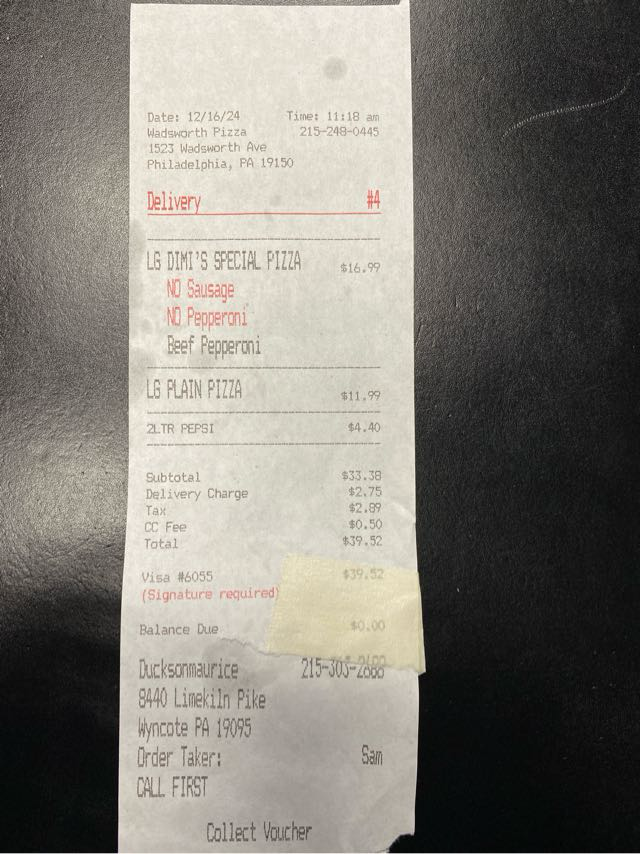 Date: 12/16/24 Time: 11:18 am
Wadsworth Pizza 215-248-0445
1523 Wadsworth Ave
Philadelphia, PA 19150
Delivery #4
LG DIMI'S SPECIAL PIZZA $16.99
NO Sausage
NO Pepperoni
Beef Pepperoni
LG PLAIN PIZZA $11.99
2LTR PEPSI $4.40
Subtotal $33.38
Delivery Charge $2.75
Tax $2.89
CC Fee $0.50
Total $39.52
Visa #6055 $39.52
(Signature required)
Balance Due $0.00
Ducksonmaurice 215-303-2688
8440 Limekiln Pike
Wyncote PA 19095
Order Taker: Sam
CALL FIRST
Collect Voucher